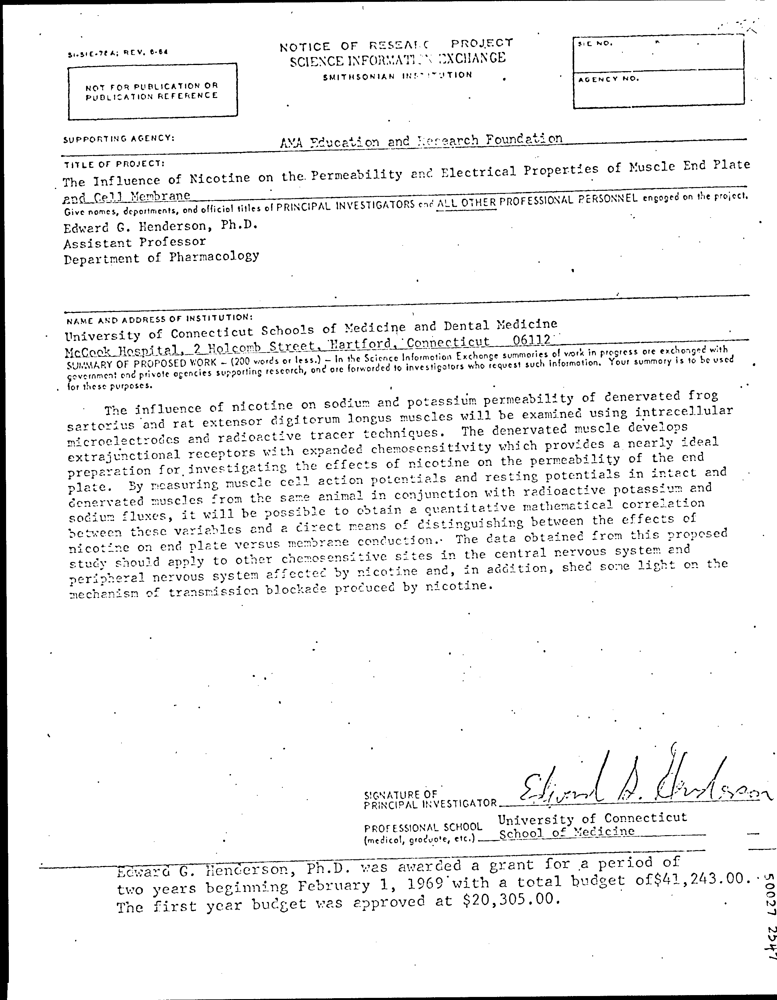 SI-SIE-72A; REV. 6-64
NOTICE OF RESEARC PROJECT
SCIENCE INFORMATION EXCHANGE
SMITHSONIAN INSTITUTION
NOT FOR PUBLICATION OR
PUBLICATION REFERENCE
SIE NO.
AGENCY NO.
SUPPORTING AGENCY:
AMA Education and Research Foundation
TITLE OF PROJECT:
The Influence of Nicotine on the Permeability and Electrical Properties of Muscle End Plate
and Cell Membrane
Give names, departments, and official titles of PRINCIPAL INVESTIGATORS and ALL OTHER PROFESSIONAL PERSONNEL engaged on the project.
Edward G. Henderson, Ph.D.
Assistant Professor
Department of Pharmacology
NAME AND ADDRESS OF INSTITUTION:
University of Connecticut Schools of Medicine and Dental Medicine
McCook Hospital, 2 Holcomb Street, Hartford, Connecticut 06112
SUMMARY OF PROPOSED WORK - (200 words or less.) - In the Science Information Exchange summaries of work in progress are exchanged with
government and private agencies supporting research, and are forwarded to investigators who request such information. Your summary is to be used
for these purposes.
The influence of nicotine on sodium and potassium permeability of denervated frog
sartorius and rat extensor digitorum longus muscles will be examined using intracellular
microelectrodes and radioactive tracer techniques. The denervated muscle develops
extrajunctional receptors with expanded chemosensitivity which provides a nearly ideal
preparation for investigating the effects of nicotine on the permeability of the end
plate. By measuring muscle cell action potentials and resting potentials in intact and
denervated muscles from the same animal in conjunction with radioactive potassium and
sodium fluxes, it will be possible to obtain a quantitative mathematical correlation
between these variables and a direct means of distinguishing between the effects of
nicotine on end plate versus membrane conduction. The data obtained from this proposed
study should apply to other chemosensitive sites in the central nervous system and
peripheral nervous system affected by nicotine and, in addition, shed some light on the
mechanism of transmission blockade produced by nicotine.
SIGNATURE OF
PRINCIPAL INVESTIGATOR
PROFESSIONAL SCHOOL University of Connecticut
(medical, graduate, etc.) School of Medicine
Edward G. Henderson, Ph.D. was awarded a grant for a period of
two years beginning February 1, 1969 with a total budget of$41,243.00.
The first year budget was approved at $20,305.00.
50027 2547